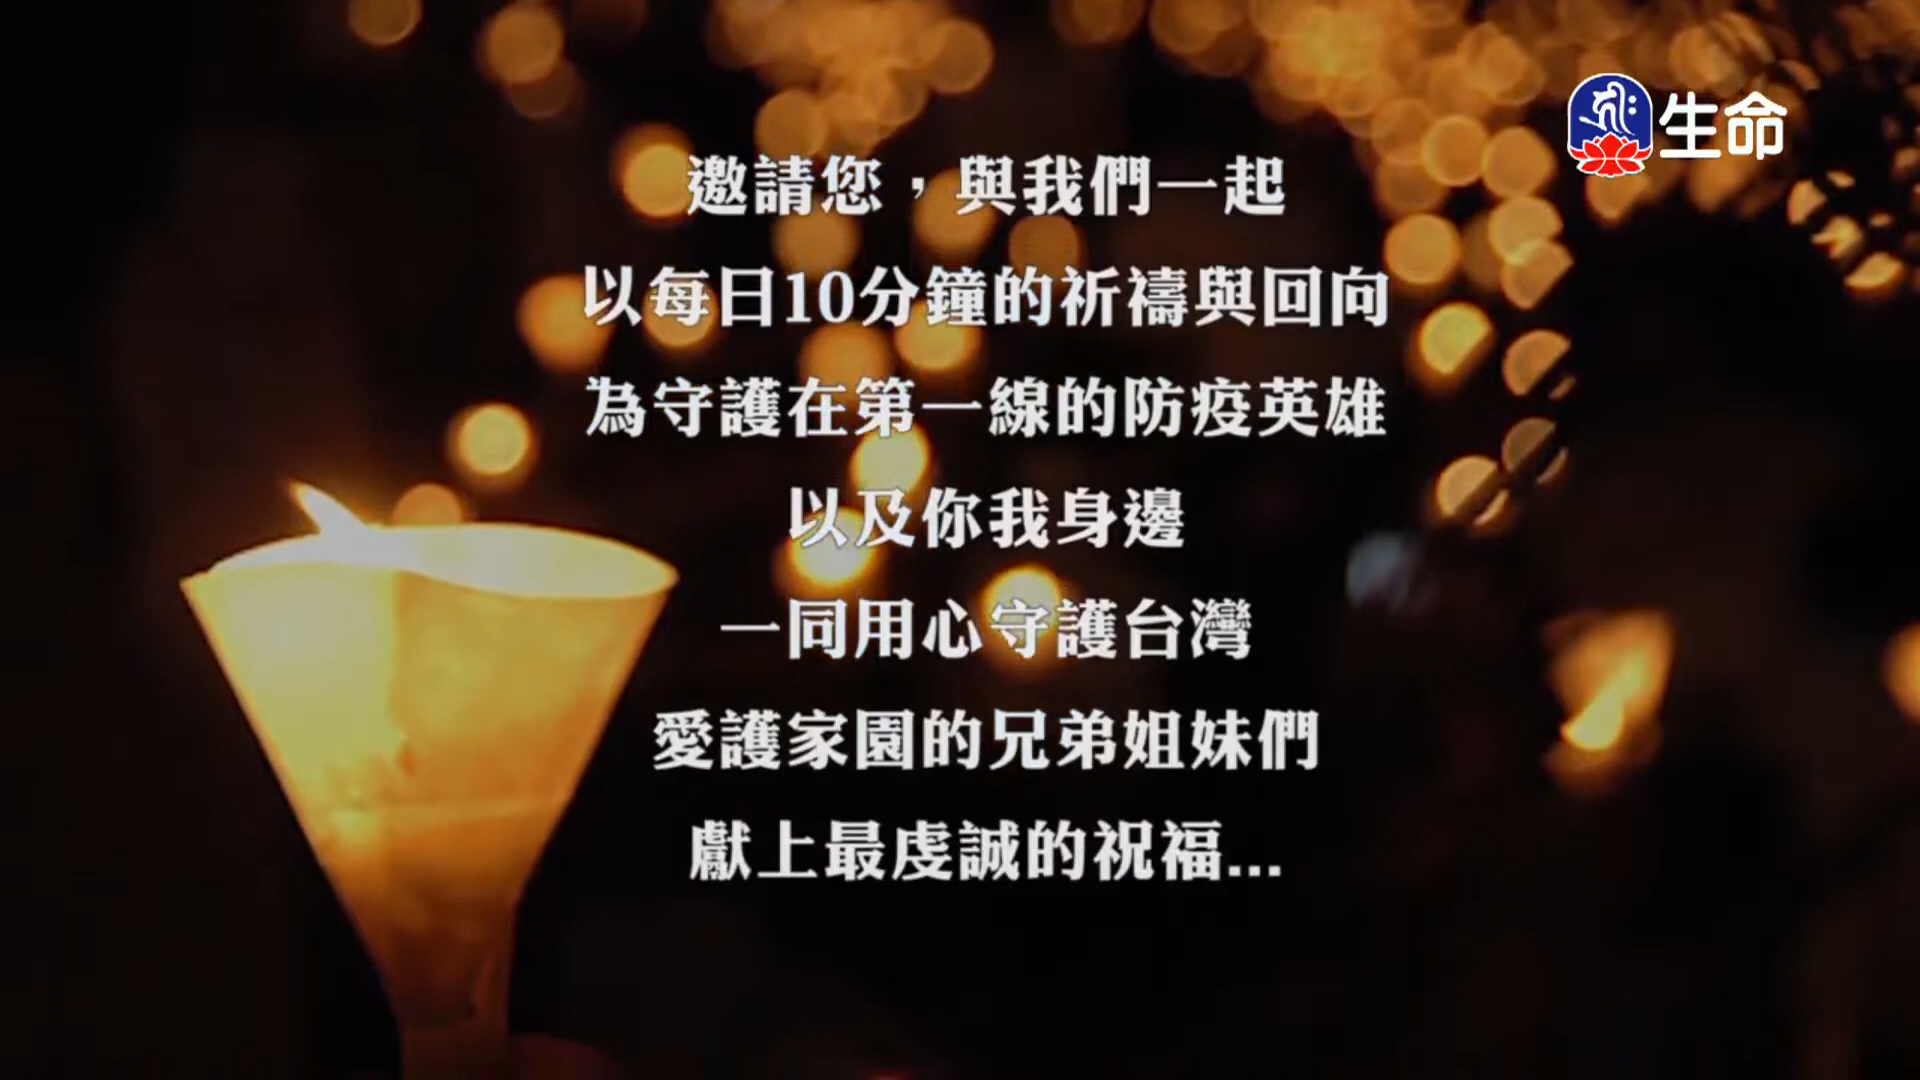 生命
邀請您，與我們一起
以每日10分鐘的祈禱與回向
為守護在第一線的防疫英雄
以及你我身邊
一同用心守護台灣
愛護家園的兄弟姐妹們
獻上最虔誠的祝福...